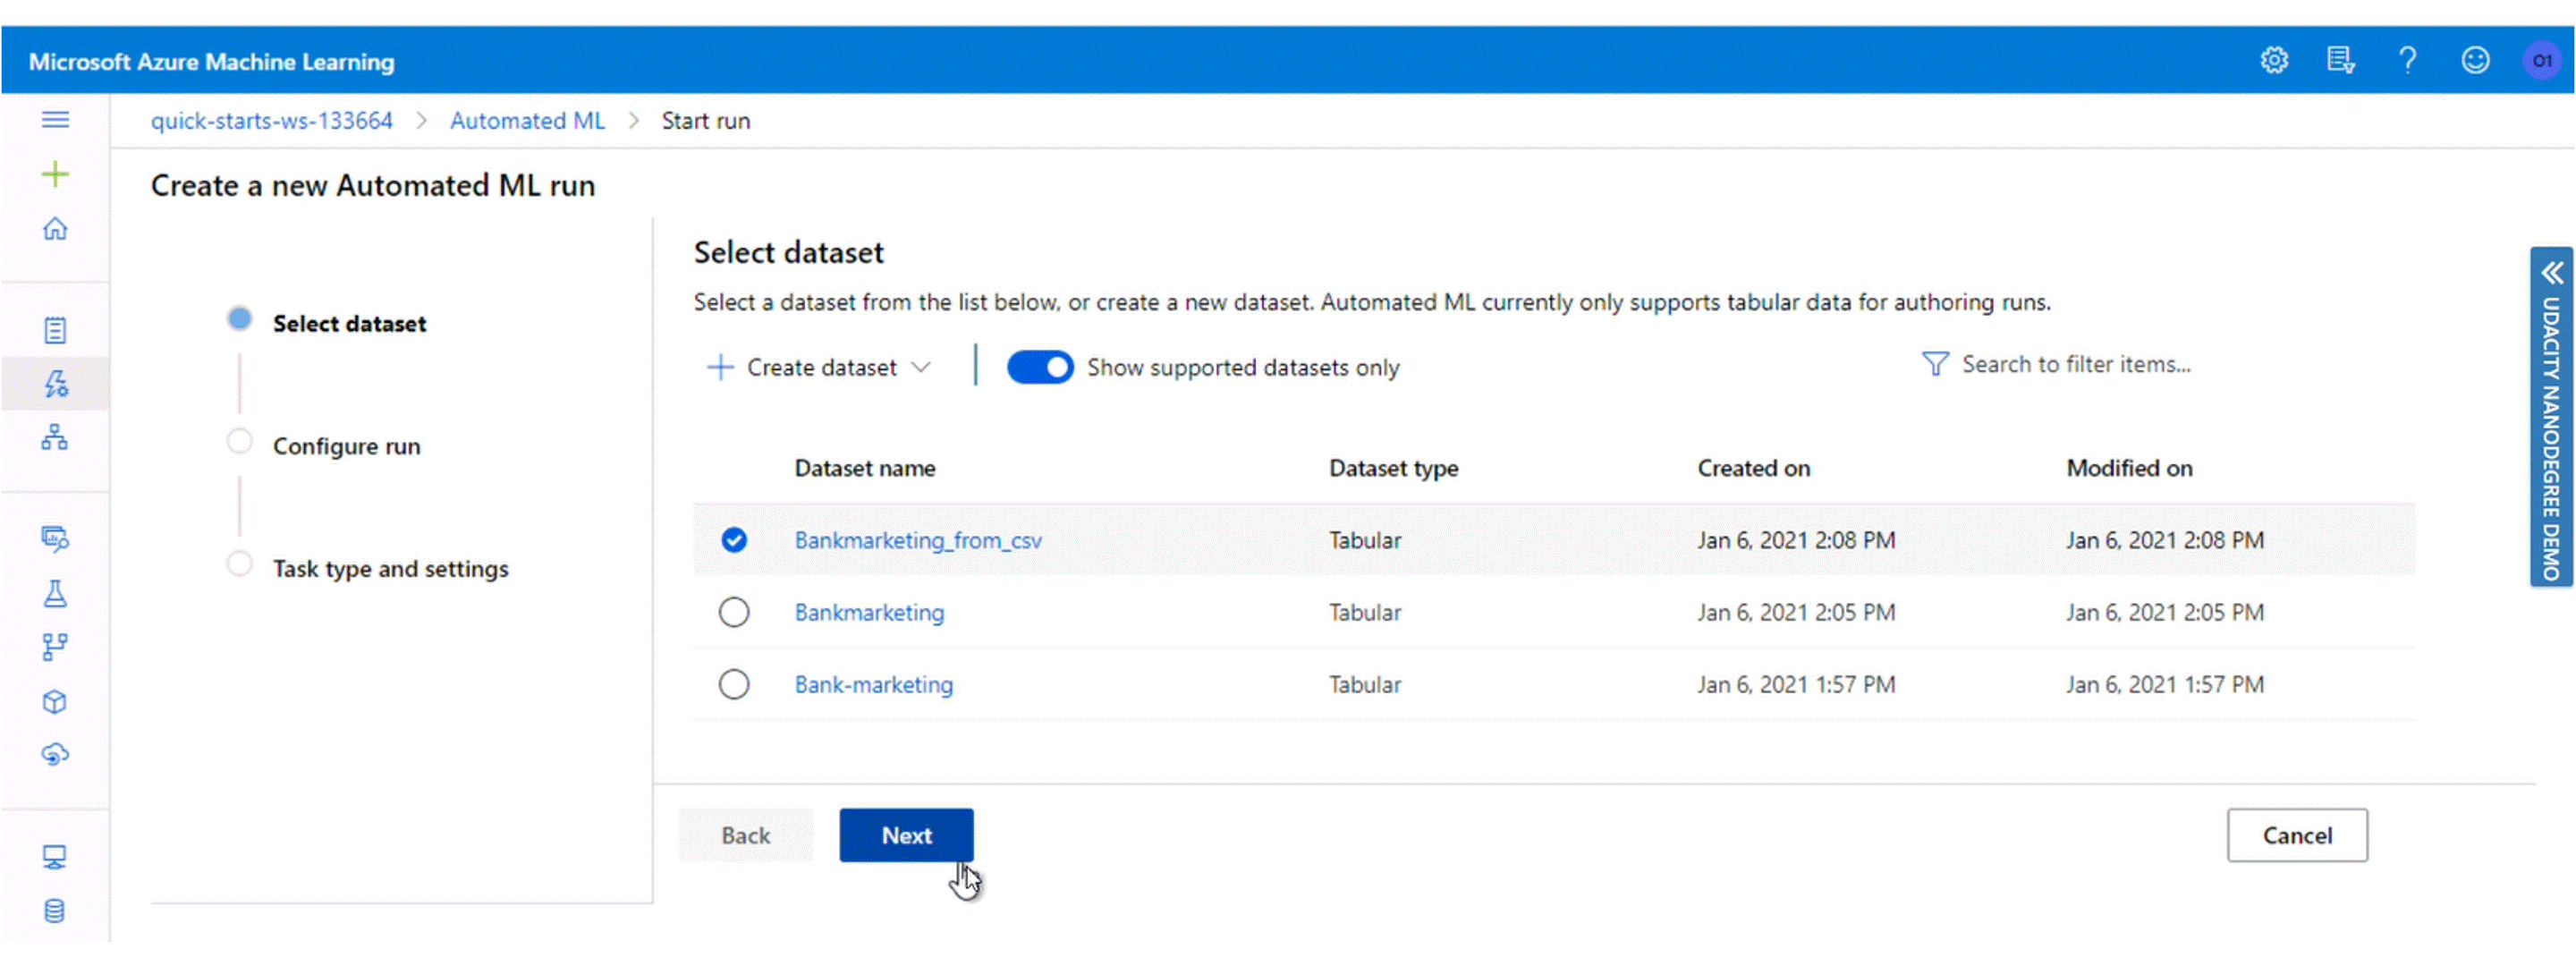 Microsoft Azure Machine Learning
O1
quick-starts-ws-133664 > Automated ML > Start run
Create a new Automated ML run
Select dataset
Configure run
Task type and settings
Select dataset
Select a dataset from the list below, or create a new dataset. Automated ML currently only supports tabular data for authoring runs.
Create dataset
Show supported datasets only
Search to filter items...
Dataset name Dataset type Created on Modified on
Bankmarketing_from_csv Tabular Jan 6, 2021 2:08 PM Jan 6, 2021 2:08 PM
Bankmarketing Tabular Jan 6, 2021 2:05 PM Jan 6, 2021 2:05 PM
Bank-marketing Tabular Jan 6, 2021 1:57 PM Jan 6, 2021 1:57 PM
Back Next Cancel
UDACITY NANODEGREE DEMO